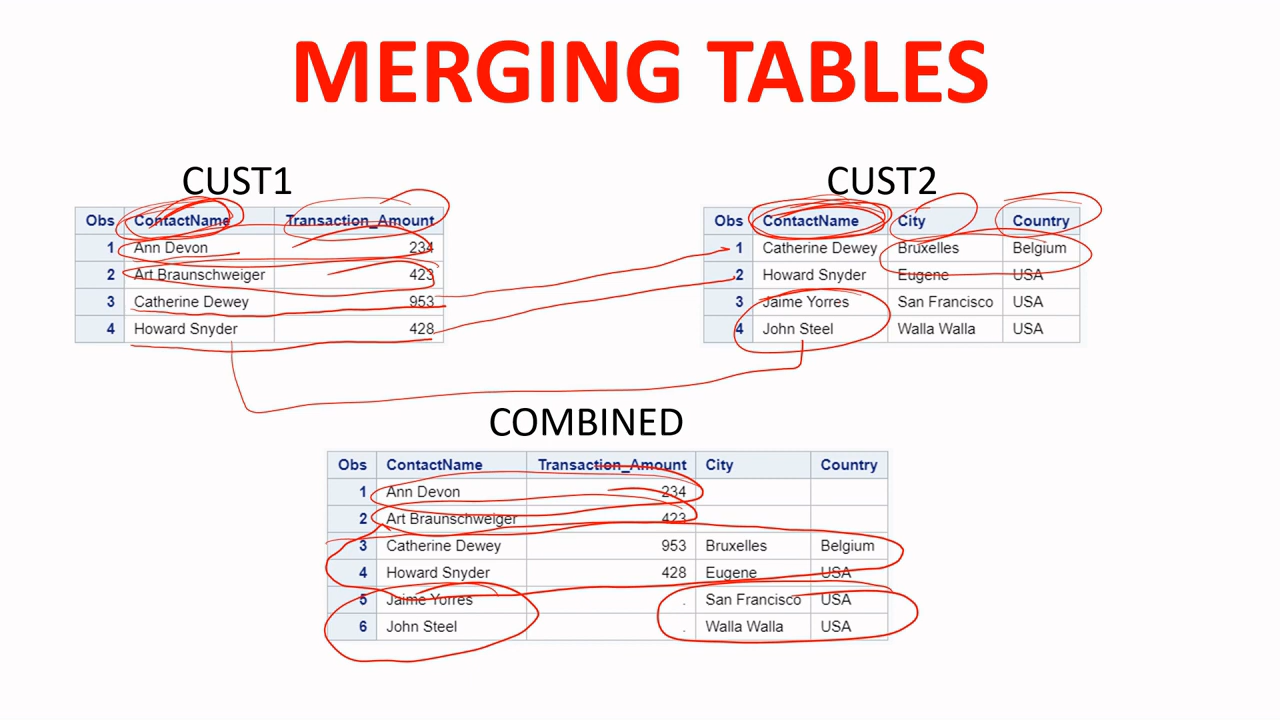 MERGING TABLES
CUST1
Obs ContactName Transaction_Amount
1 Ann Devon 234
2 Art Braunschweiger 423
3 Catherine Dewey 953
4 Howard Snyder 428
CUST2
Obs ContactName City Country
1 Catherine Dewey Bruxelles Belgium
2 Howard Snyder Eugene USA
3 Jaime Yorres San Francisco USA
4 John Steel Walla Walla USA
COMBINED
Obs ContactName Transaction_Amount City Country
1 Ann Devon 234
2 Art Braunschweiger 423
3 Catherine Dewey 953 Bruxelles Belgium
4 Howard Snyder 428 Eugene USA
5 Jaime Yorres . San Francisco USA
6 John Steel . Walla Walla USA